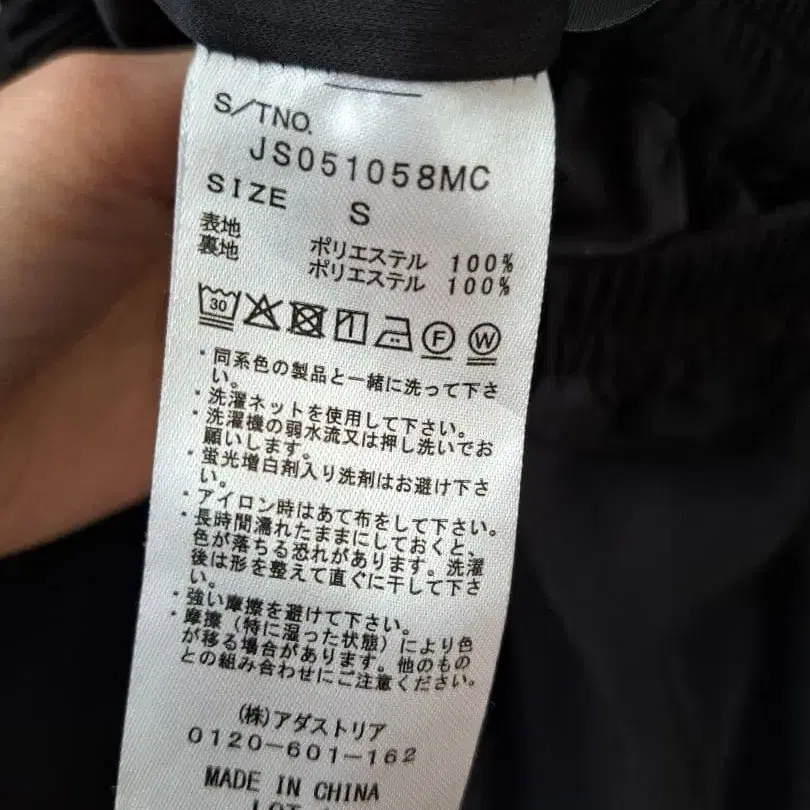 S/TNO.
JS051058MC
SIZE S
表地 ポリエステル 100%
裏地 ポリエステル 100%
30 F W
・同系色の製品と一緒に洗って下さ
い。
・洗濯ネットを使用して下さい。
・洗濯機の弱水流又は押し洗いでお
願いします。
・蛍光増白剤入り洗剤はお避け下さ
い。
・アイロン時はあて布をして下さい。
・長時間濡れたままにしておくと、
色が落ちる恐れがあります。洗濯
後は形を整えて直ぐに干して下さ
い。
・強い摩擦を避けて下さい。
・摩擦（特に湿った状態）により色
が移る場合があります。他のもの
との組み合わせにご注意ください。
(株)アダストリア
0120-601-162
MADE IN CHINA